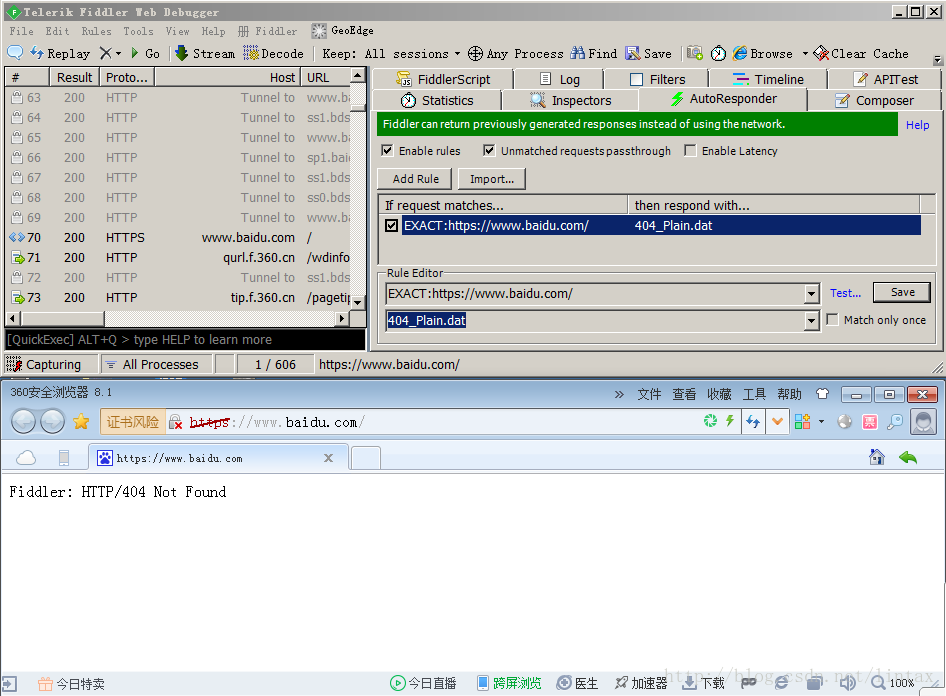 Telerik Fiddler Web Debugger
File Edit Rules Tools View Help Fiddler GeoEdge
Replay Go Stream Decode Keep: All sessions Any Process Find Save Browse Clear Cache
# Result Proto... Host URL
63 200 HTTP Tunnel to www.ba
64 200 HTTP Tunnel to ss1.bds
65 200 HTTP Tunnel to www.ba
66 200 HTTP Tunnel to sp1.baid
67 200 HTTP Tunnel to ss1.bds
68 200 HTTP Tunnel to ss0.bds
69 200 HTTP Tunnel to www.ba
70 200 HTTPS www.baidu.com /
71 200 HTTP qurl.f.360.cn /wdinfo
72 200 HTTP Tunnel to ss1.bds
73 200 HTTP tip.f.360.cn /pagetip
[QuickExec] ALT+Q > type HELP to learn more
Capturing All Processes 1 / 606 https://www.baidu.com/
FiddlerScript Log Filters Timeline APITest
Statistics Inspectors AutoResponder Composer
Fiddler can return previously generated responses instead of using the network. Help
Enable rules Unmatched requests passthrough Enable Latency
Add Rule Import...
If request matches... then respond with...
EXACT:https://www.baidu.com/ 404_Plain.dat
Rule Editor
EXACT:https://www.baidu.com/ Test... Save
404_Plain.dat Match only once
360安全浏览器 8.1 » 文件 查看 收藏 工具 帮助
证书风险 https://www.baidu.com/
https://www.baidu.com
Fiddler: HTTP/404 Not Found
今日特卖 今日直播 跨屏浏览 医生 加速器 下载 100%